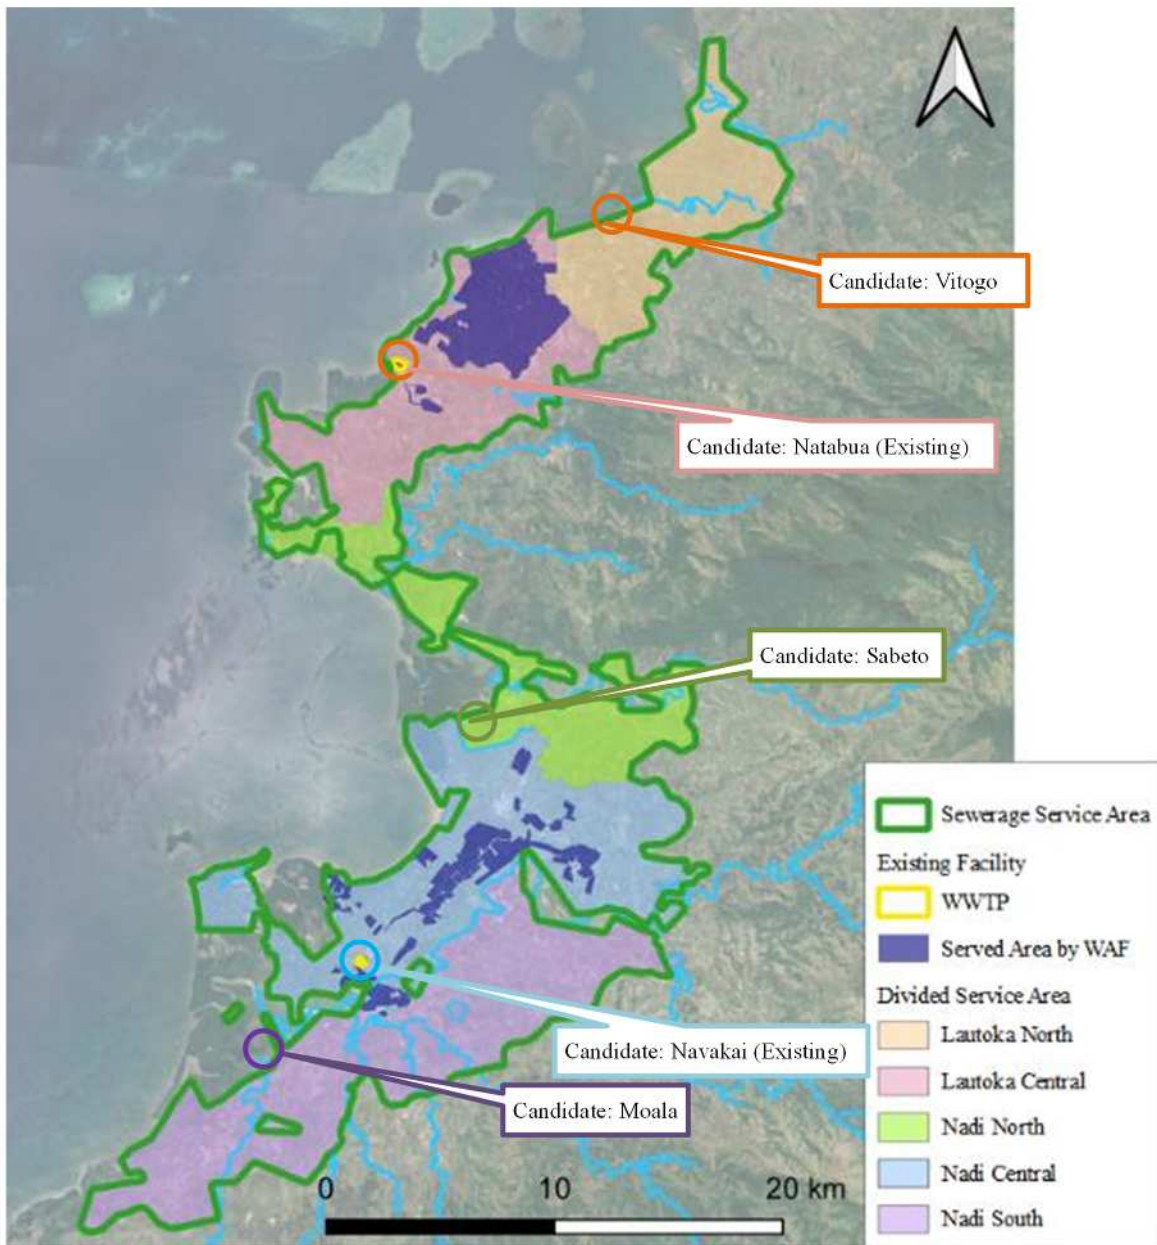 Candidate: Vitogo
Candidate: Natabua (Existing)
Candidate: Sabeto
Sewerage Service Area
Existing Facility
WWTP
Served Area by WAF
Divided Service Area
Lautoka North
Lautoka Central
Nadi North
Nadi Central
Nadi South
Candidate: Navakai (Existing)
Candidate: Moala
0 10 20 km